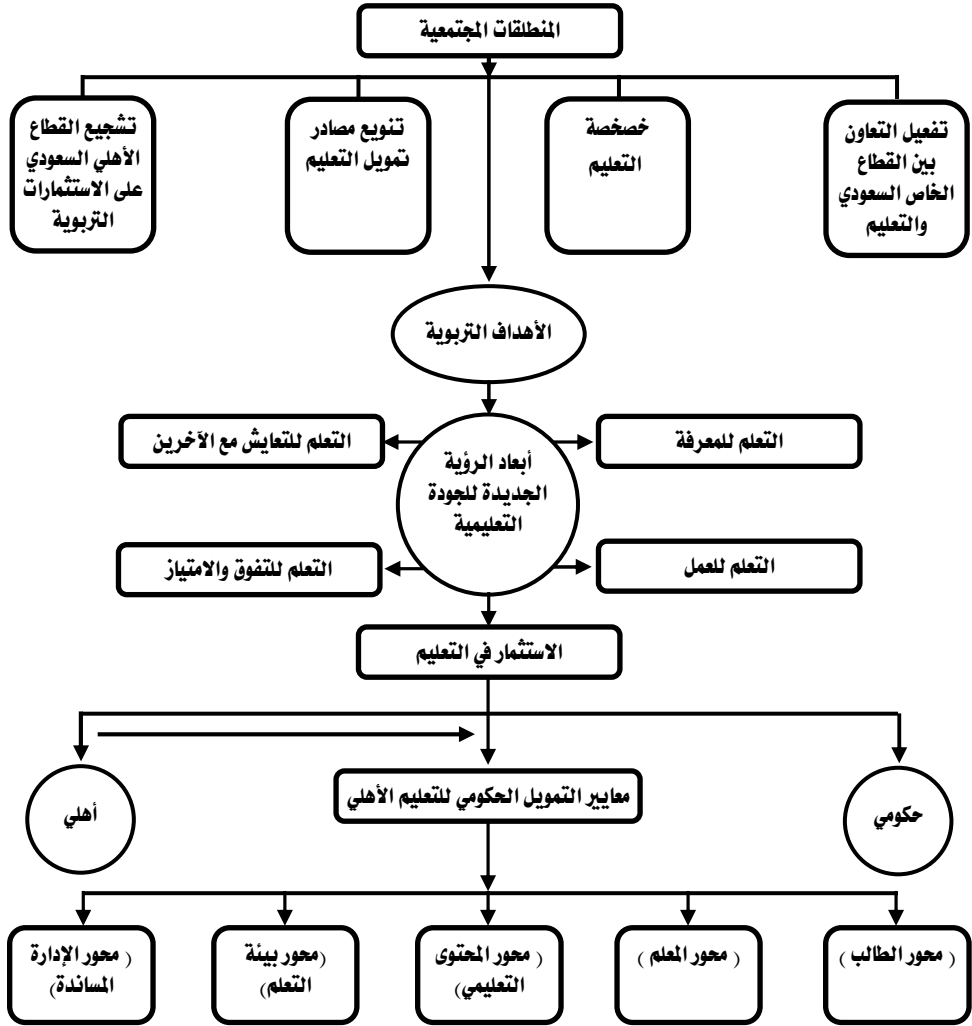 المنطلقات المجتمعية
تفعيل التعاون
بين القطاع
الخاص السعودي
والتعليم
خصخصة
التعليم
تنويع مصادر
تمويل التعليم
تشجيع القطاع
الأهلي السعودي
على الاستثمارات
التربوية
الأهداف التربوية
أبعاد الرؤية
الجديدة للجودة
التعليمية
التعلم للمعرفة
التعلم للتعايش مع الآخرين
التعلم للعمل
التعلم للتفوق والامتياز
الاستثمار في التعليم
حكومي
معايير التمويل الحكومي للتعليم الأهلي
أهلي
( محور الطالب )
( محور المعلم )
( محور المحتوى
التعليمي)
(محور بيئة
التعلم)
( محور الإدارة
المساندة)